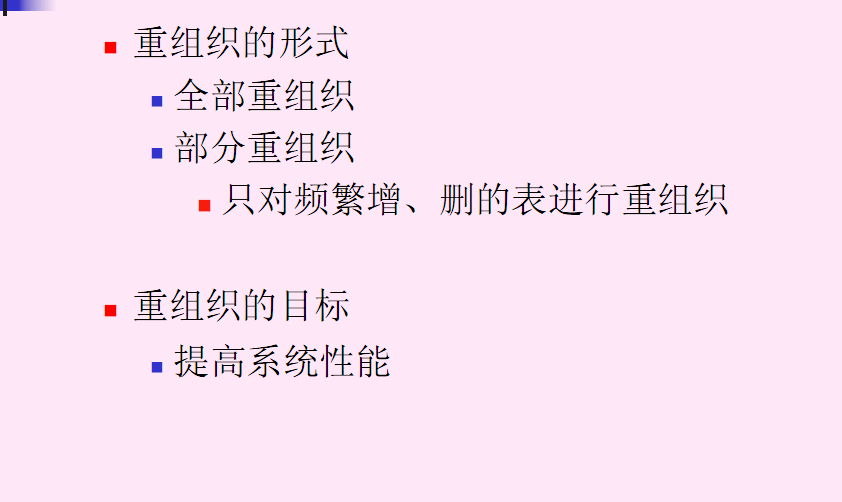 重组织的形式
全部重组织
部分重组织
只对频繁增、删的表进行重组织
重组织的目标
提高系统性能